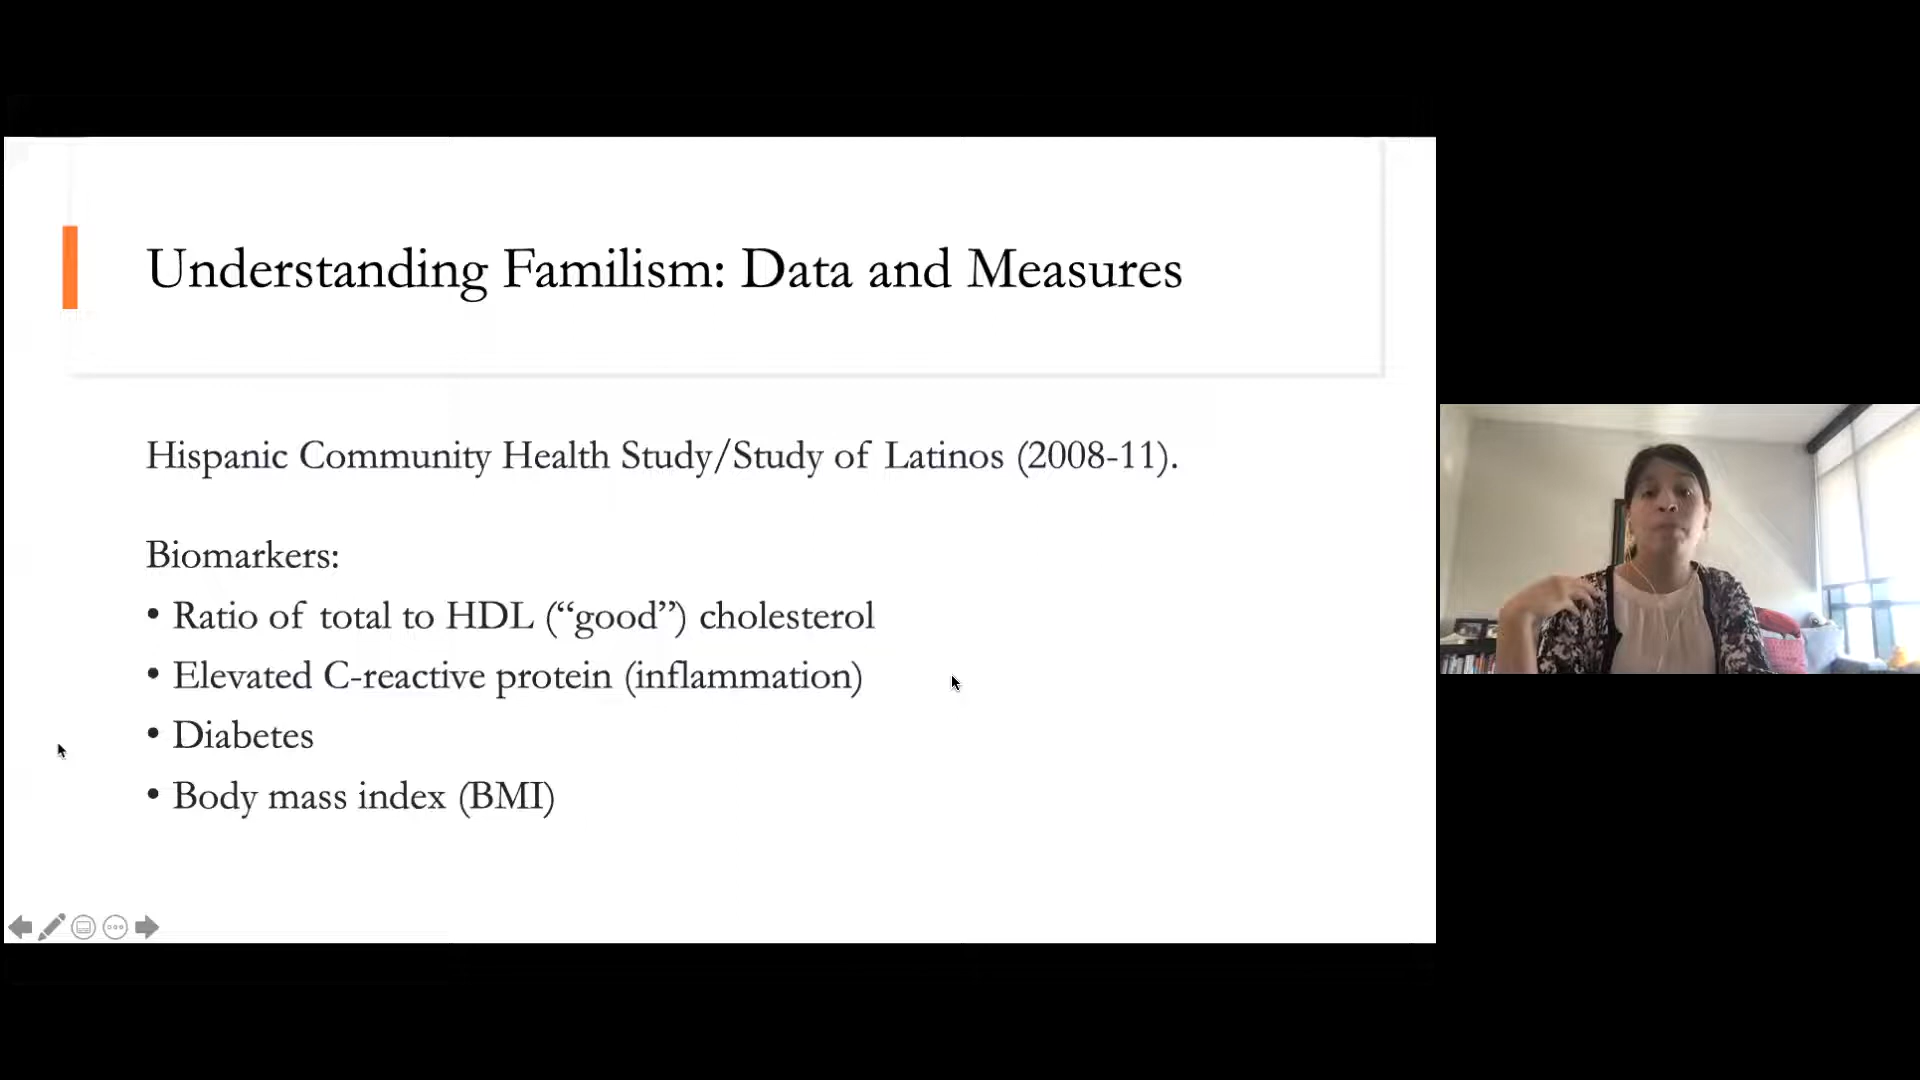 Understanding Familism: Data and Measures
Hispanic Community Health Study/Study of Latinos (2008-11).
Biomarkers:
• Ratio of total to HDL (“good”) cholesterol
• Elevated C-reactive protein (inflammation)
• Diabetes
• Body mass index (BMI)